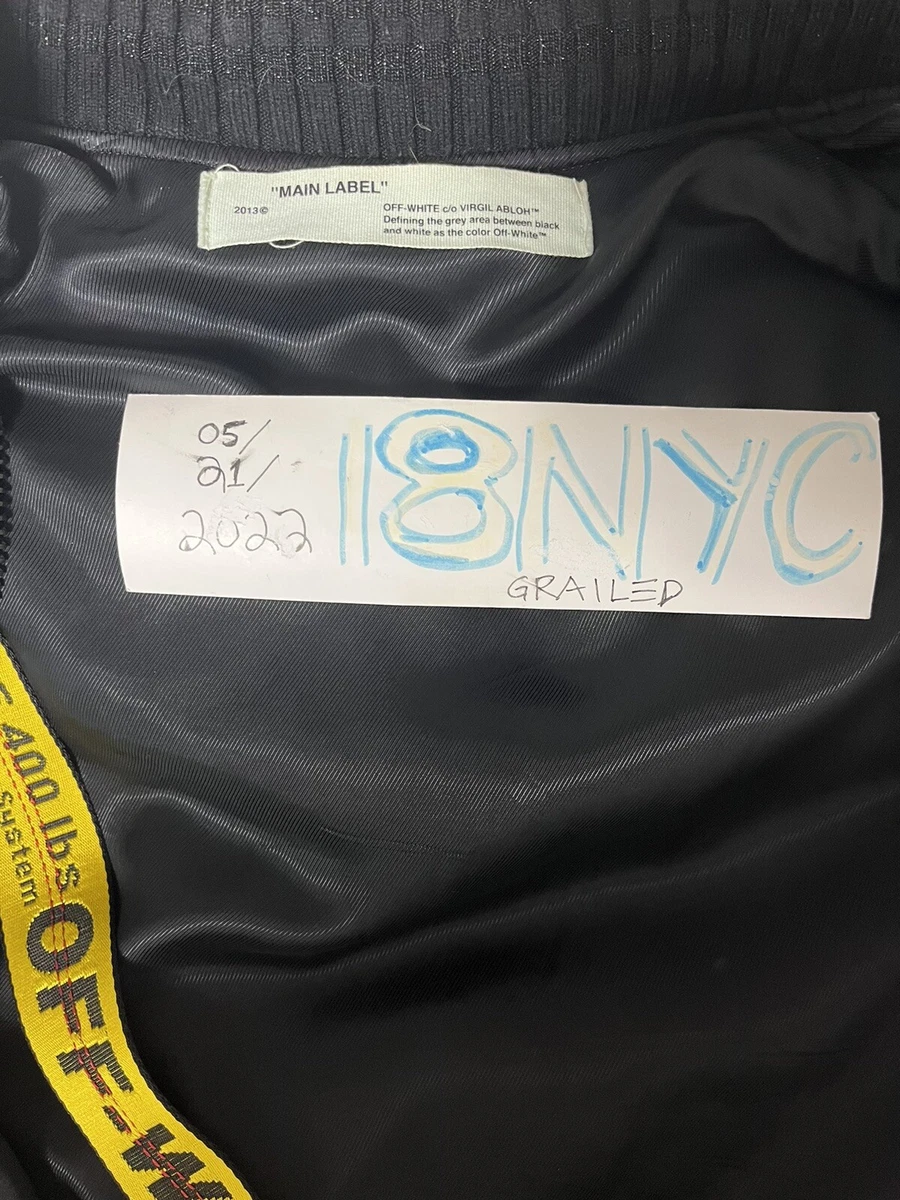 "MAIN LABEL"
2013©
OFF-WHITE c/o VIRGIL ABLOH™
Defining the grey area between black
and white as the color Off-White™
05/
21/
2022
18NYC
GRAILED
400 lbs OFF-W
System